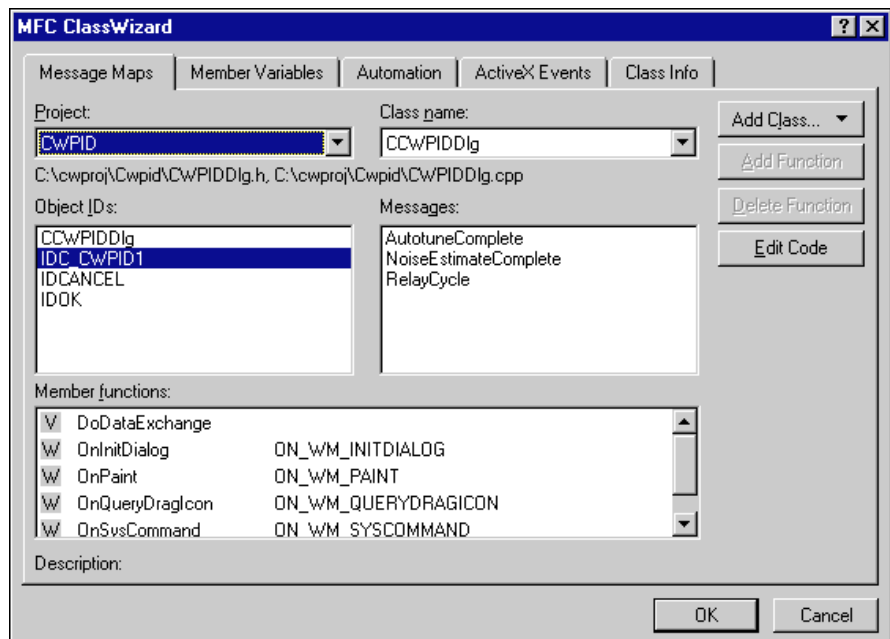 MFC ClassWizard
Message Maps
Member Variables
Automation
ActiveX Events
Class Info
Project:
Class name:
CWPID
CCWPIDDlg
Add Class...
Add Function
C:\cwproj\Cwpid\CWPIDDlg.h, C:\cwproj\Cwpid\CWPIDDlg.cpp
Object IDs:
Messages:
Delete Function
Edit Code
CCWPIDDlg
IDC_CWPID1
IDCANCEL
IDOK
AutotuneComplete
NoiseEstimateComplete
RelayCycle
Member functions:
V DoDataExchange
W OnInitDialog ON_WM_INITDIALOG
W OnPaint ON_WM_PAINT
W OnQueryDragIcon ON_WM_QUERYDRAGICON
W OnSysCommand ON_WM_SYSCOMMAND
Description:
OK
Cancel